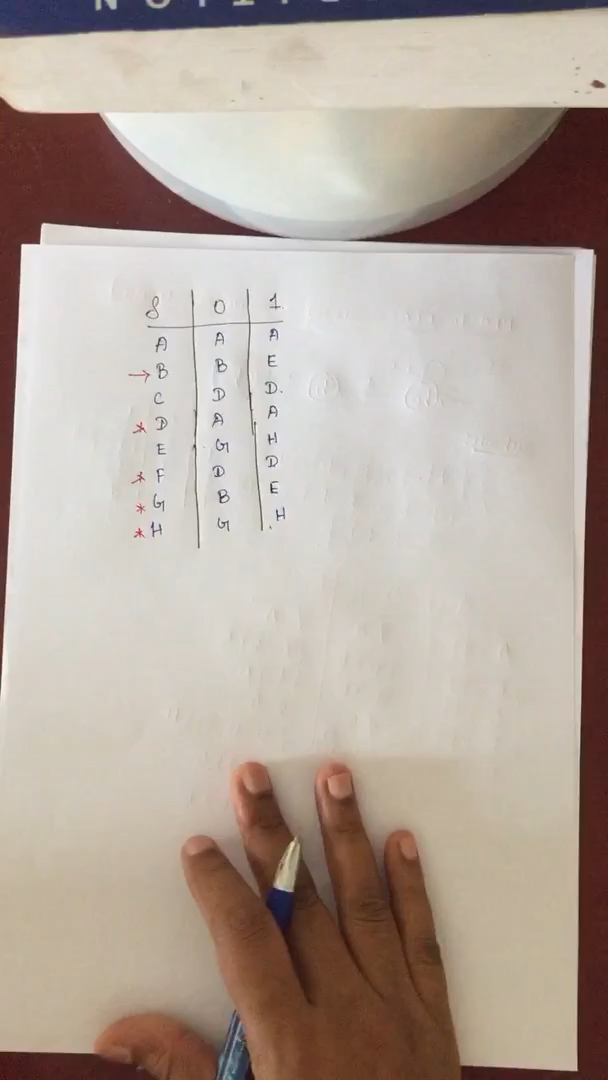 δ 0 1
A A A
→ B B E
C D D
* D A A
E G H
* F D D
* G B E
* H G H